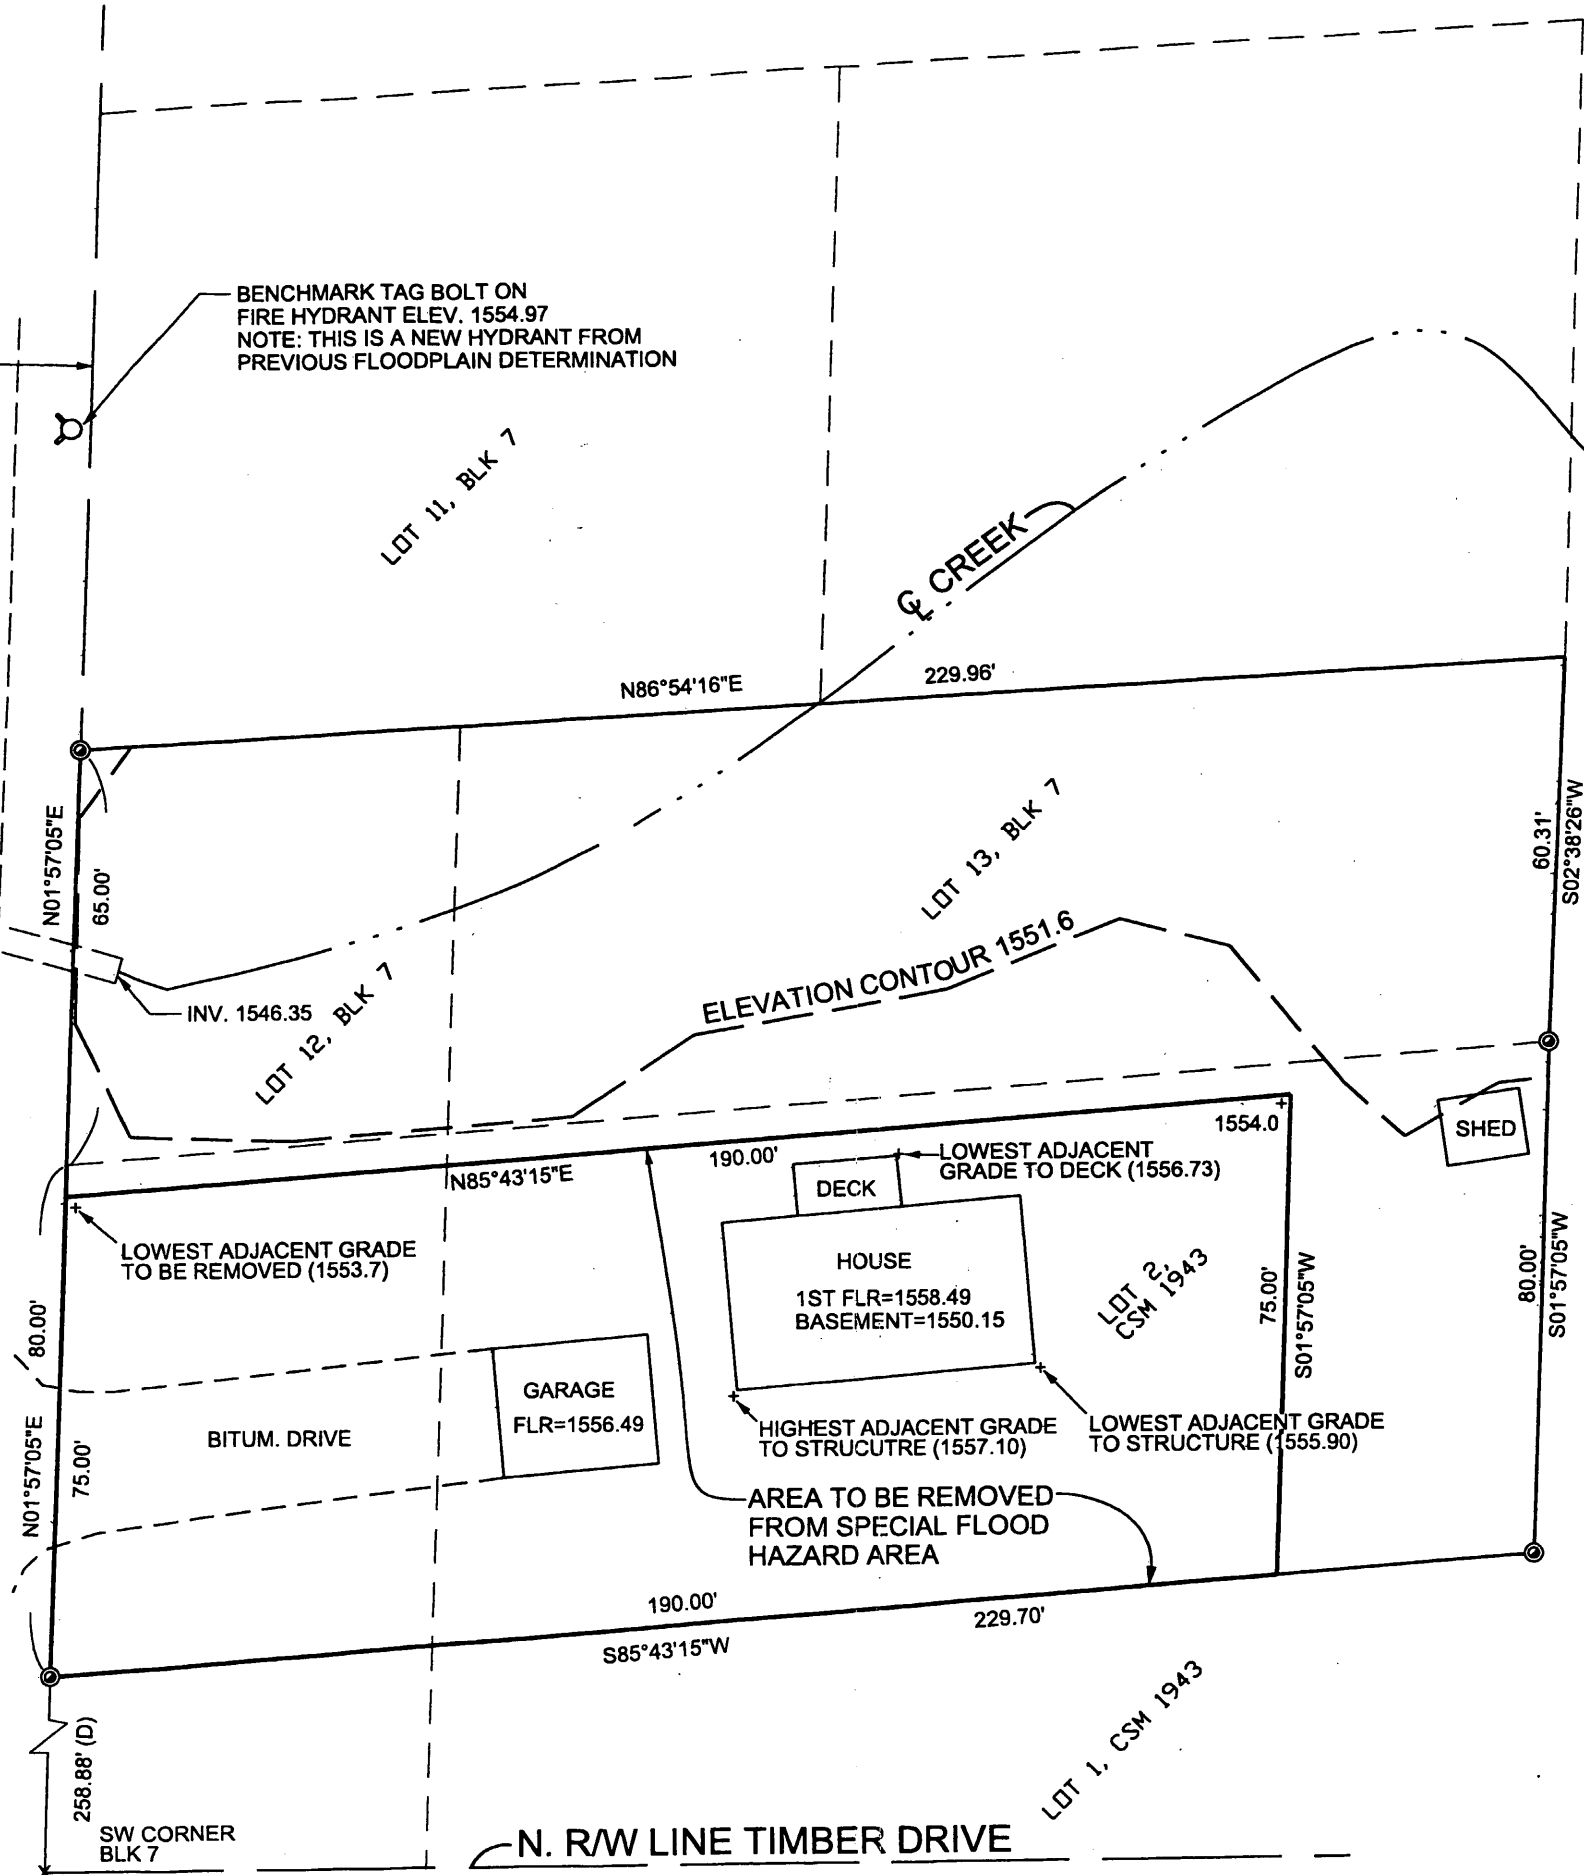 BENCHMARK TAG BOLT ON
FIRE HYDRANT ELEV. 1554.97
NOTE: THIS IS A NEW HYDRANT FROM
PREVIOUS FLOODPLAIN DETERMINATION
LOT 11, BLK 7
℄ CREEK
N86°54'16"E
229.96'
N01°57'05"E
65.00'
LOT 13, BLK 7
60.31'
S02°38'26"W
ELEVATION CONTOUR 1551.6
INV. 1546.35
LOT 12, BLK 7
1554.0
SHED
190.00'
N85°43'15"E
LOWEST ADJACENT
GRADE TO DECK (1556.73)
DECK
LOWEST ADJACENT GRADE
TO BE REMOVED (1553.7)
HOUSE
1ST FLR=1558.49
BASEMENT=1550.15
LOT 2,
CSM 1943
75.00'
S01°57'05"W
80.00'
S01°57'05"W
80.00'
GARAGE
FLR=1556.49
BITUM. DRIVE
N01°57'05"E
75.00'
HIGHEST ADJACENT GRADE
TO STRUCUTRE (1557.10)
LOWEST ADJACENT GRADE
TO STRUCTURE (1555.90)
AREA TO BE REMOVED
FROM SPECIAL FLOOD
HAZARD AREA
190.00'
229.70'
S85°43'15"W
LOT 1, CSM 1943
258.88' (D)
SW CORNER
BLK 7
N. R/W LINE TIMBER DRIVE